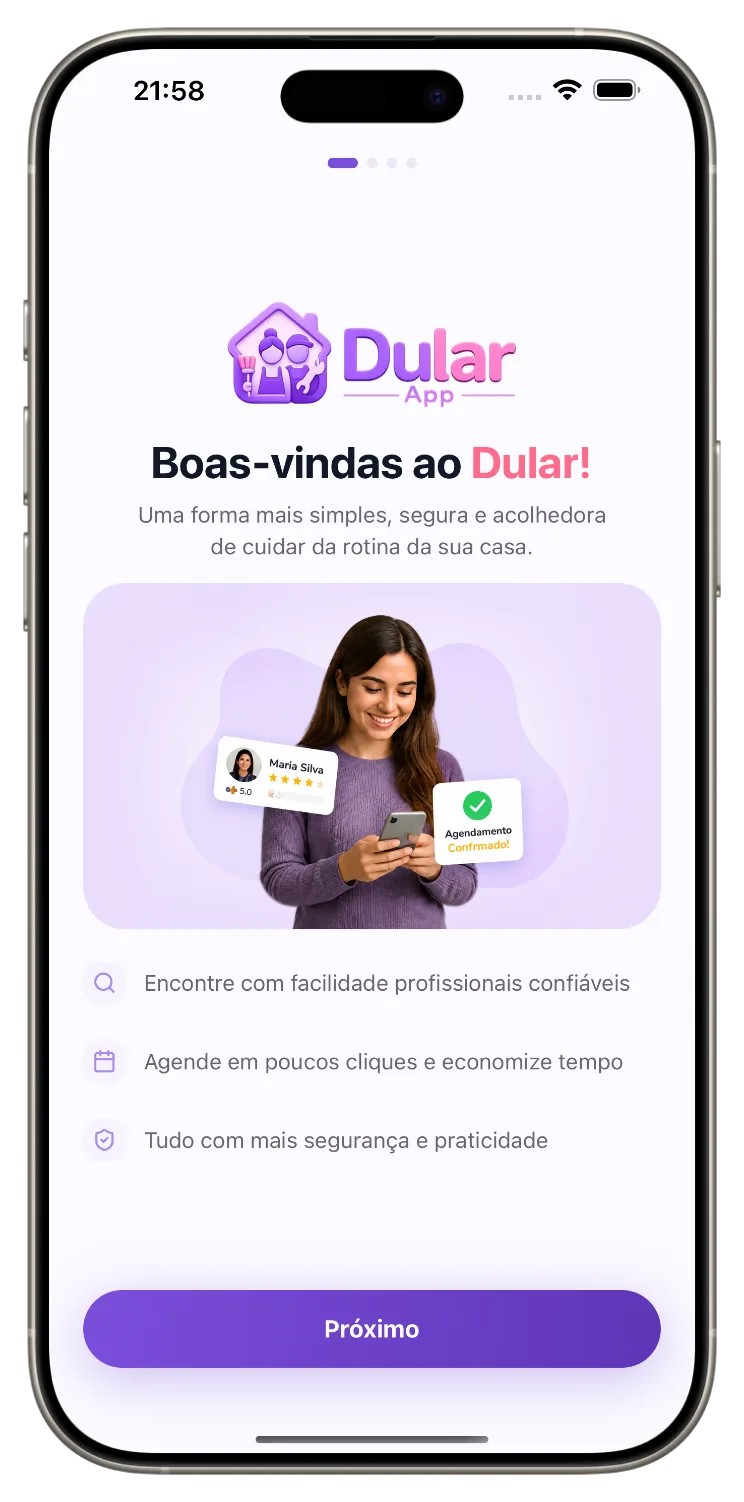 21:58
Dular
App
Boas-vindas ao Dular!
Uma forma mais simples, segura e acolhedora
de cuidar da rotina da sua casa.
Maria Silva
5.0
Agendamento
Confrmado!
Encontre com facilidade profissionais confiáveis
Agende em poucos cliques e economize tempo
Tudo com mais segurança e praticidade
Próximo